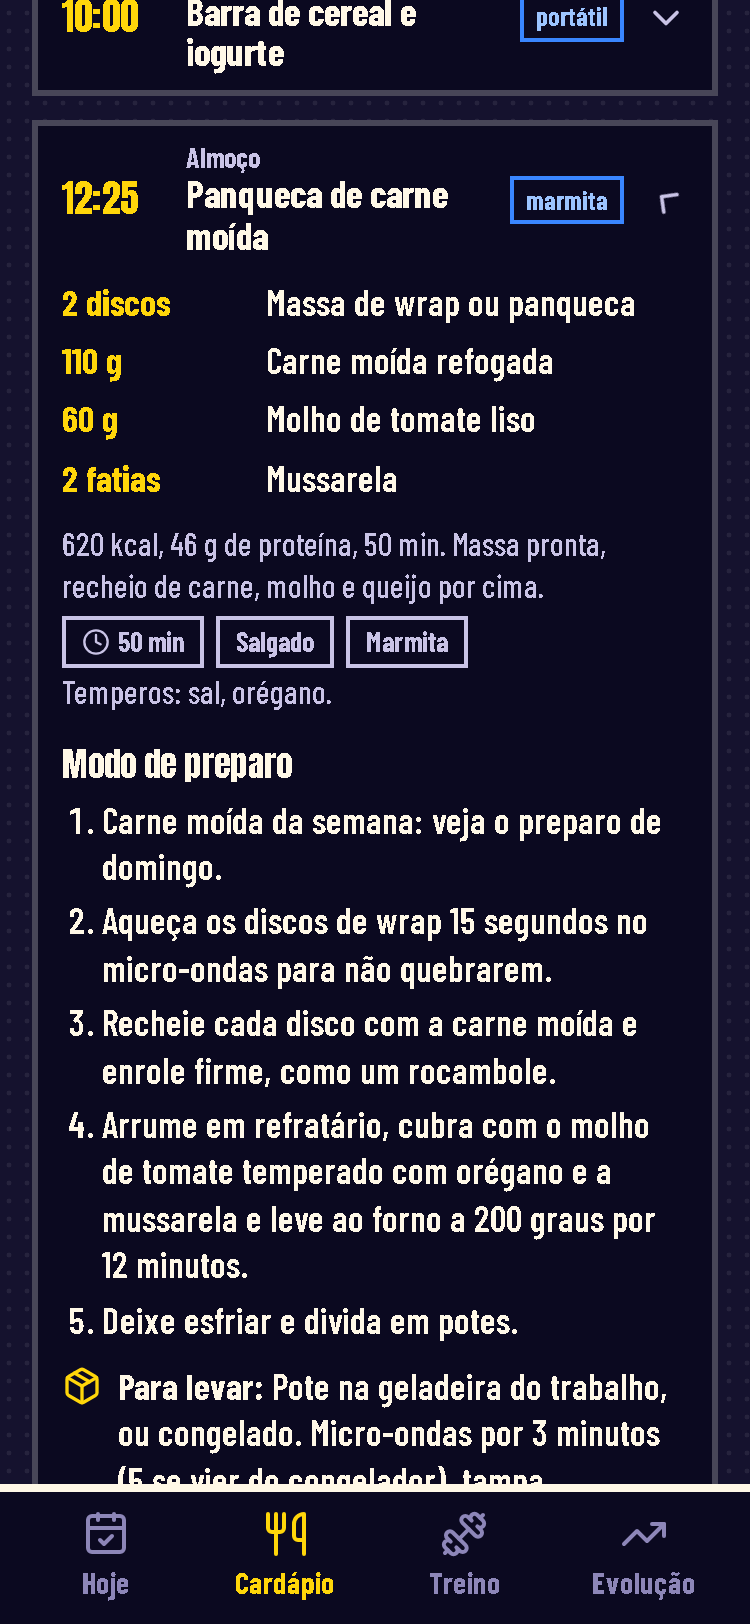 10:00
Barra de cereal e
iogurte
portátil
Almoço
12:25
Panqueca de carne
moída
marmita
2 discos Massa de wrap ou panqueca
110 g Carne moída refogada
60 g Molho de tomate liso
2 fatias Mussarela
620 kcal, 46 g de proteína, 50 min. Massa pronta,
recheio de carne, molho e queijo por cima.
50 min Salgado Marmita
Temperos: sal, orégano.
Modo de preparo
1. Carne moída da semana: veja o preparo de
domingo.
2. Aqueça os discos de wrap 15 segundos no
micro-ondas para não quebrarem.
3. Recheie cada disco com a carne moída e
enrole firme, como um rocambole.
4. Arrume em refratário, cubra com o molho
de tomate temperado com orégano e a
mussarela e leve ao forno a 200 graus por
12 minutos.
5. Deixe esfriar e divida em potes.
Para levar: Pote na geladeira do trabalho,
ou congelado. Micro-ondas por 3 minutos
(5 se vier do congelador), tampa
Hoje Cardápio Treino Evolução